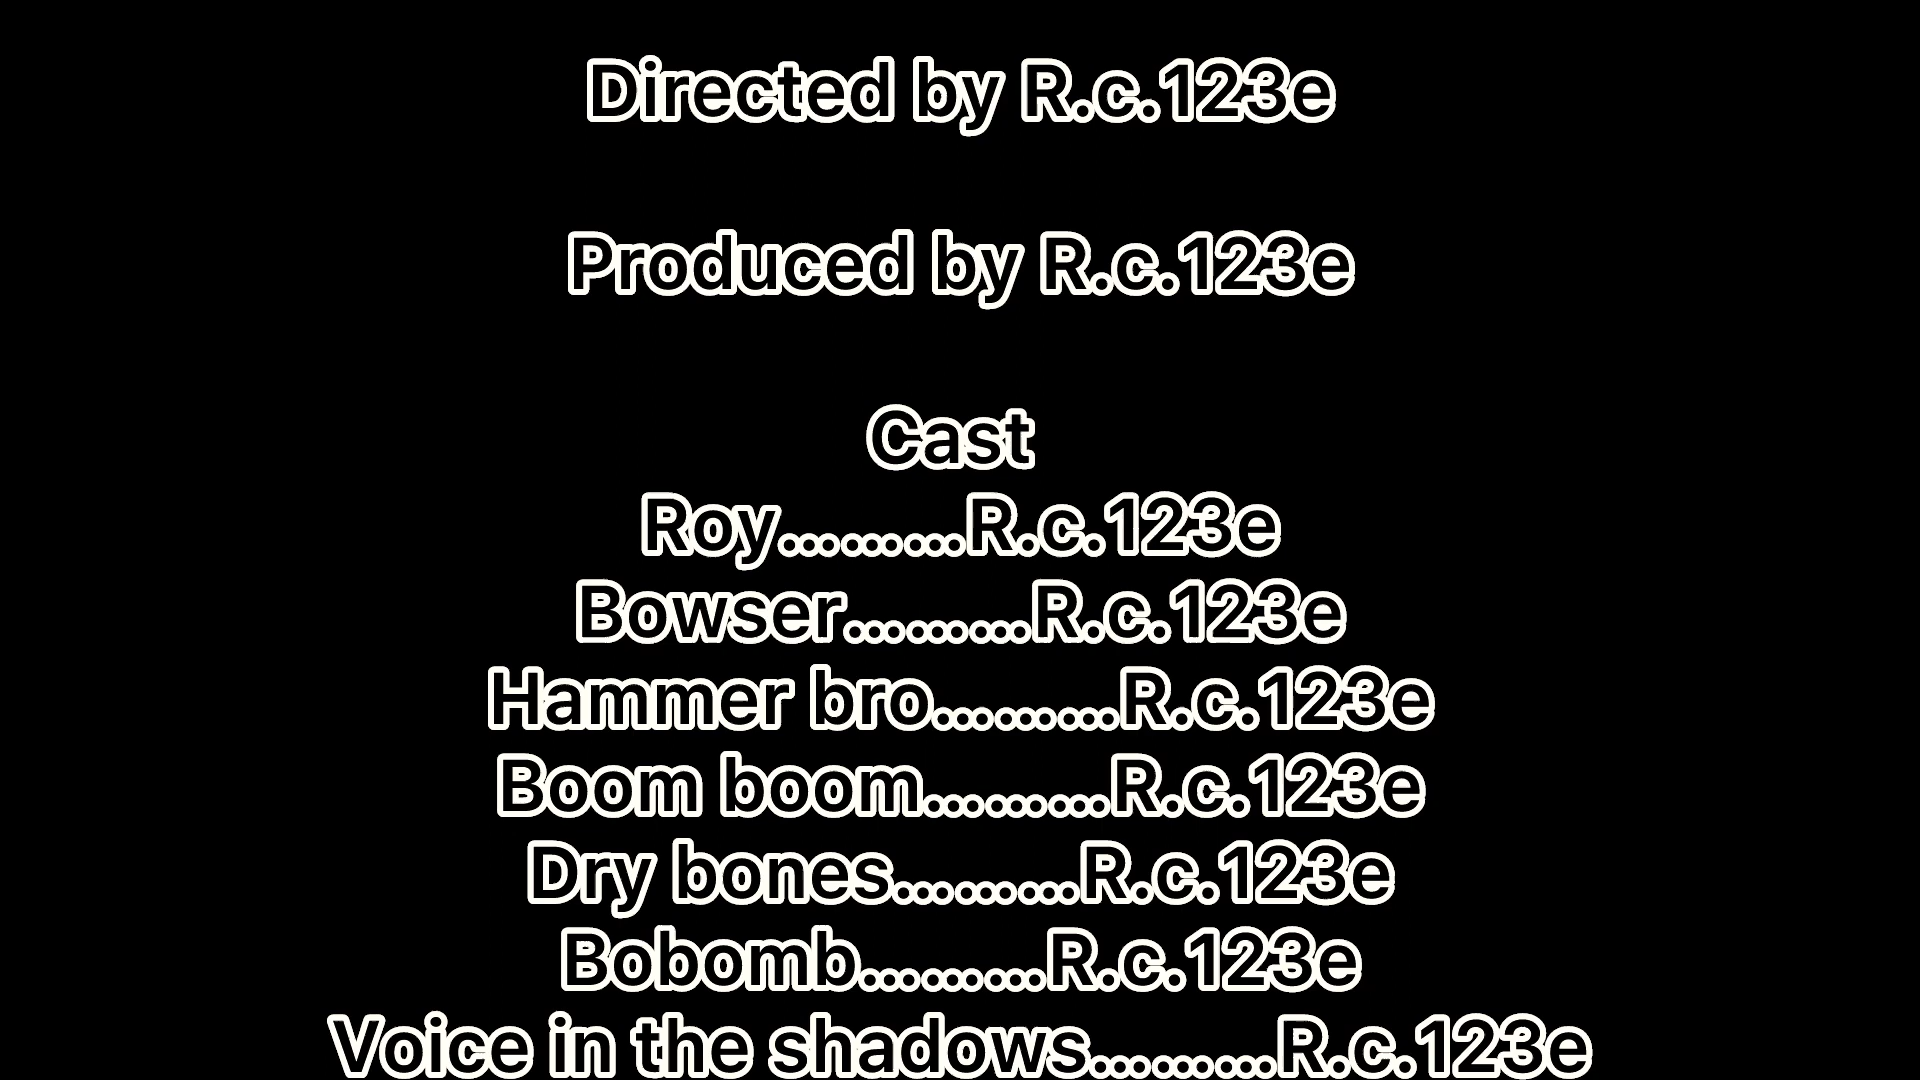 Directed by R.c.123e
Produced by R.c.123e
Cast
Roy.........R.c.123e
Bowser.........R.c.123e
Hammer bro.........R.c.123e
Boom boom.........R.c.123e
Dry bones.........R.c.123e
Bobomb.........R.c.123e
Voice in the shadows.........R.c.123e